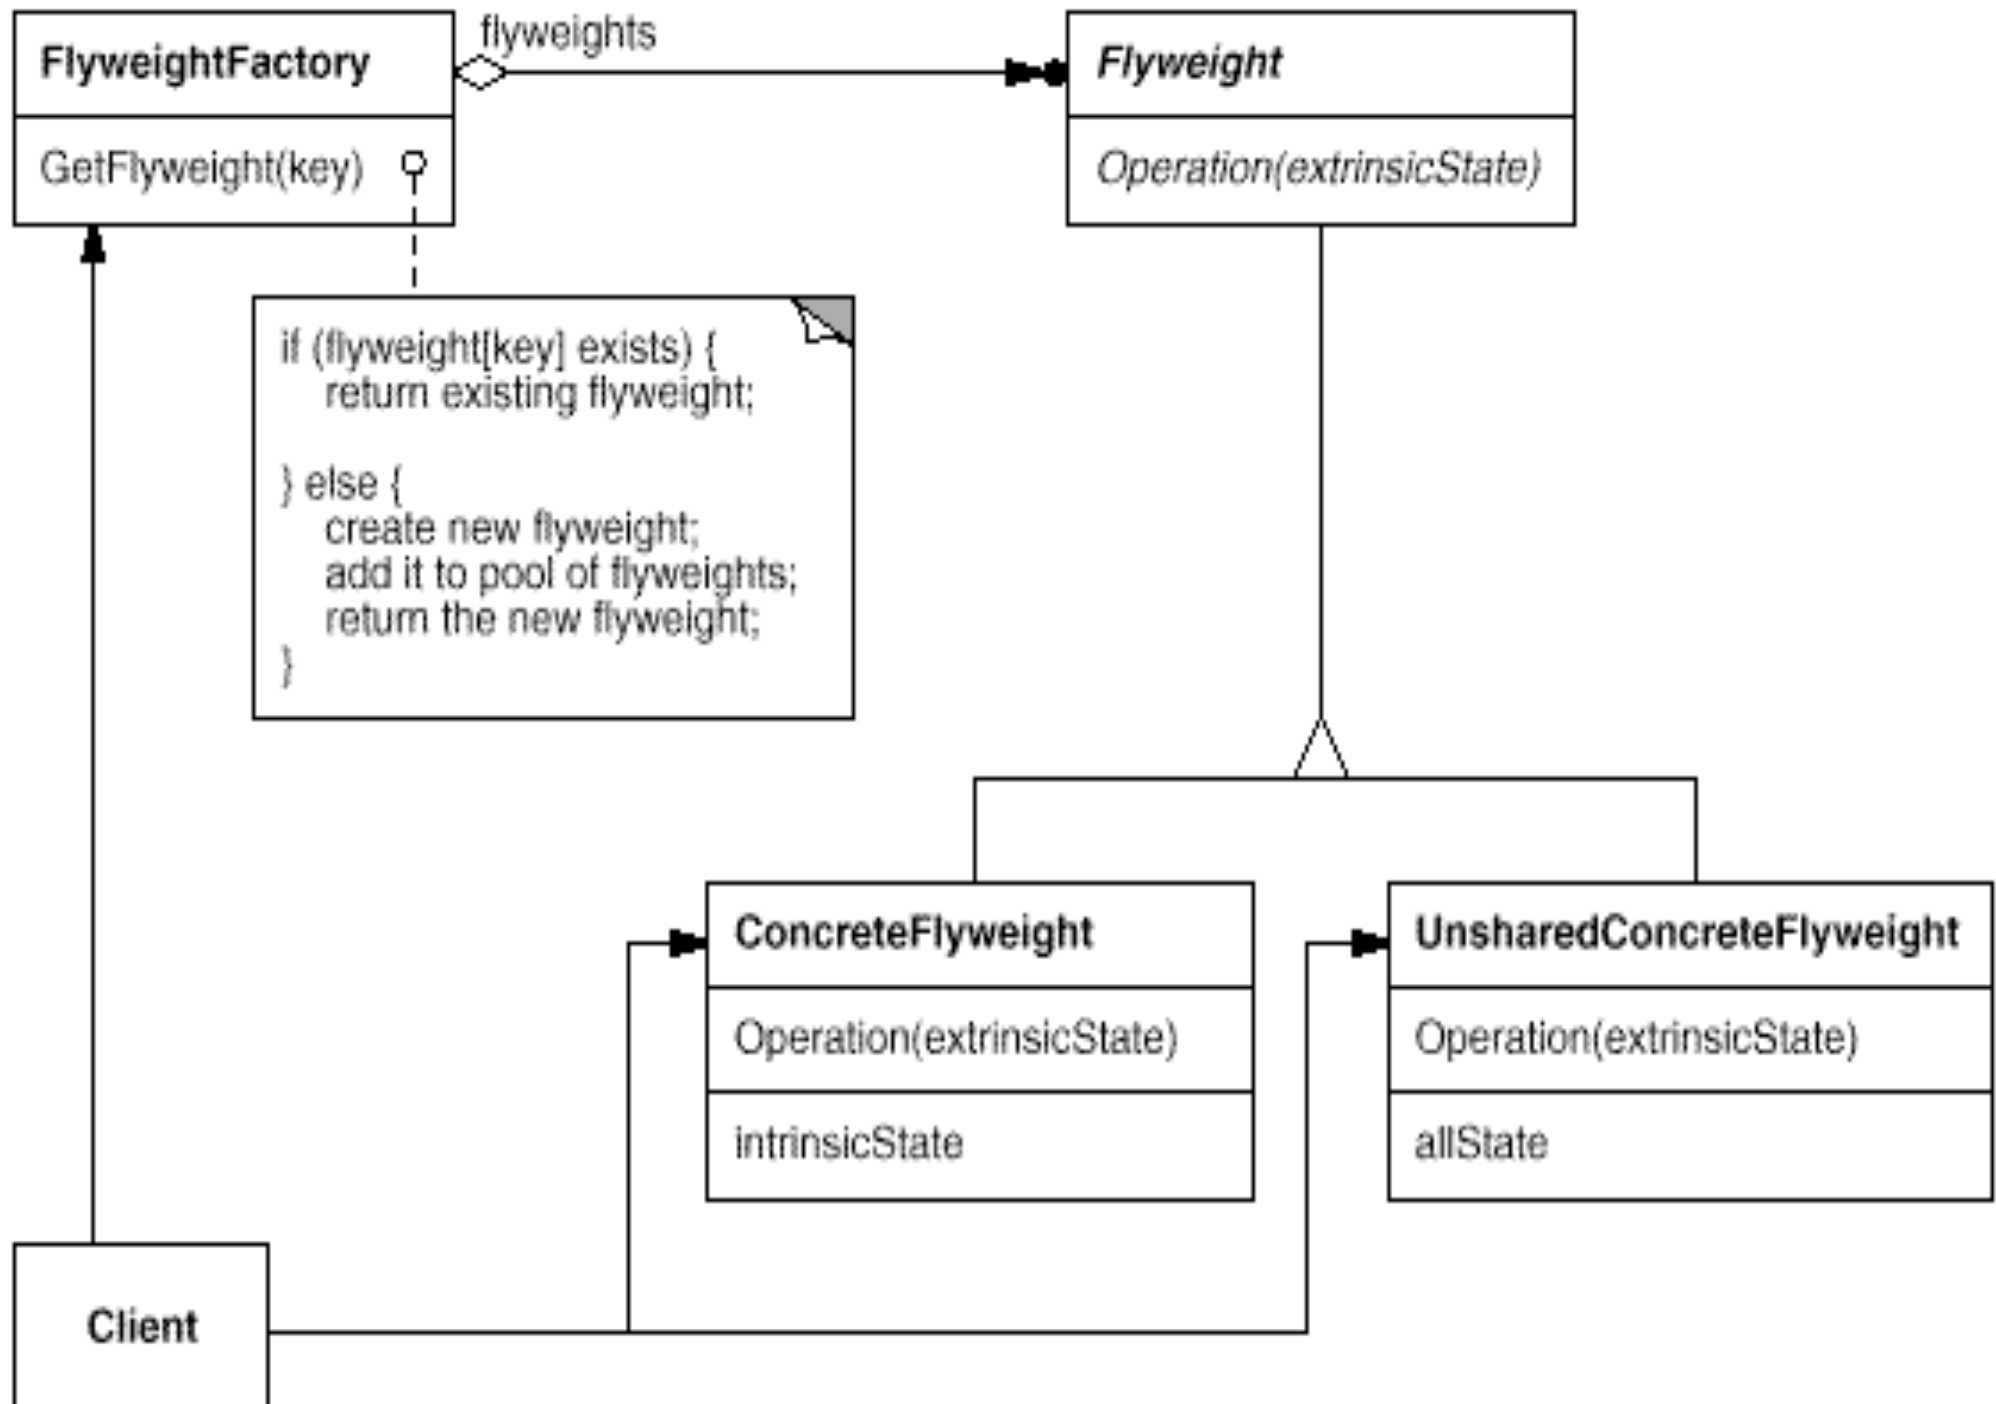 FlyweightFactory
flyweights
Flyweight
GetFlyweight(key)
Operation(extrinsicState)
if (flyweight[key] exists) {
return existing flyweight;
} else {
create new flyweight;
add it to pool of flyweights;
return the new flyweight;
}
ConcreteFlyweight
Operation(extrinsicState)
intrinsicState
UnsharedConcreteFlyweight
Operation(extrinsicState)
allState
Client